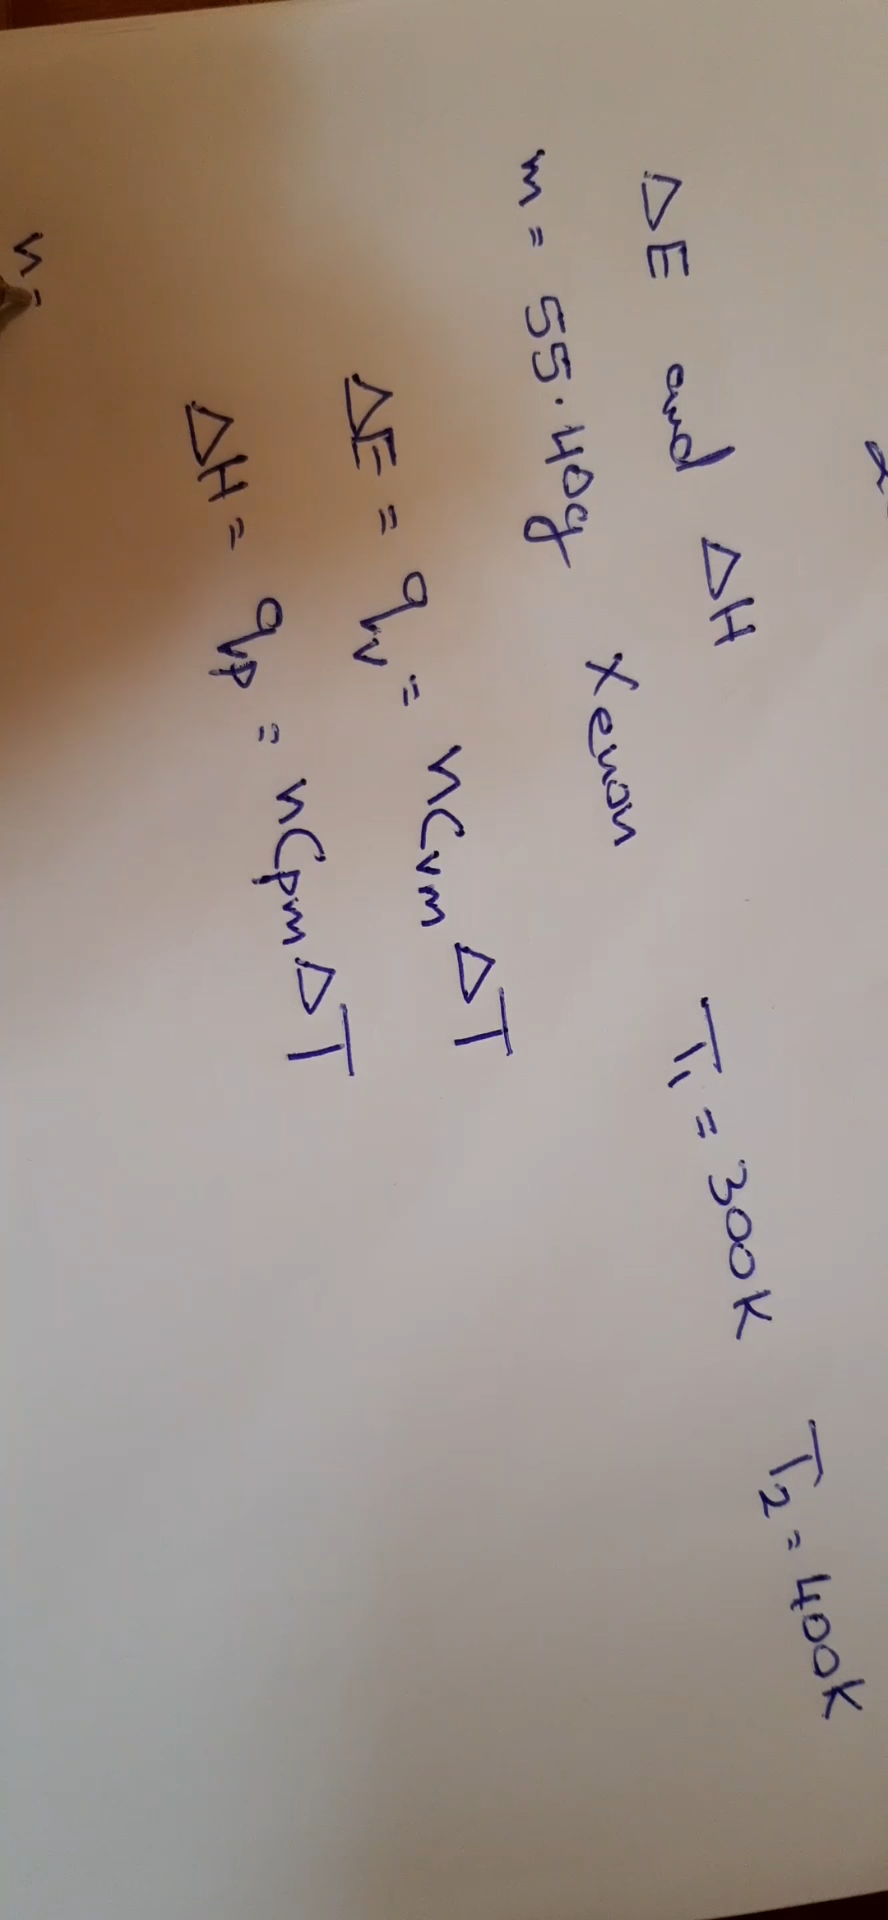 ΔE and ΔH T₁ = 300K T₂ = 400K
m = 55.40g Xenon
ΔE = qᵥ = nCvm ΔT
ΔH = qp = nCpm ΔT
n=